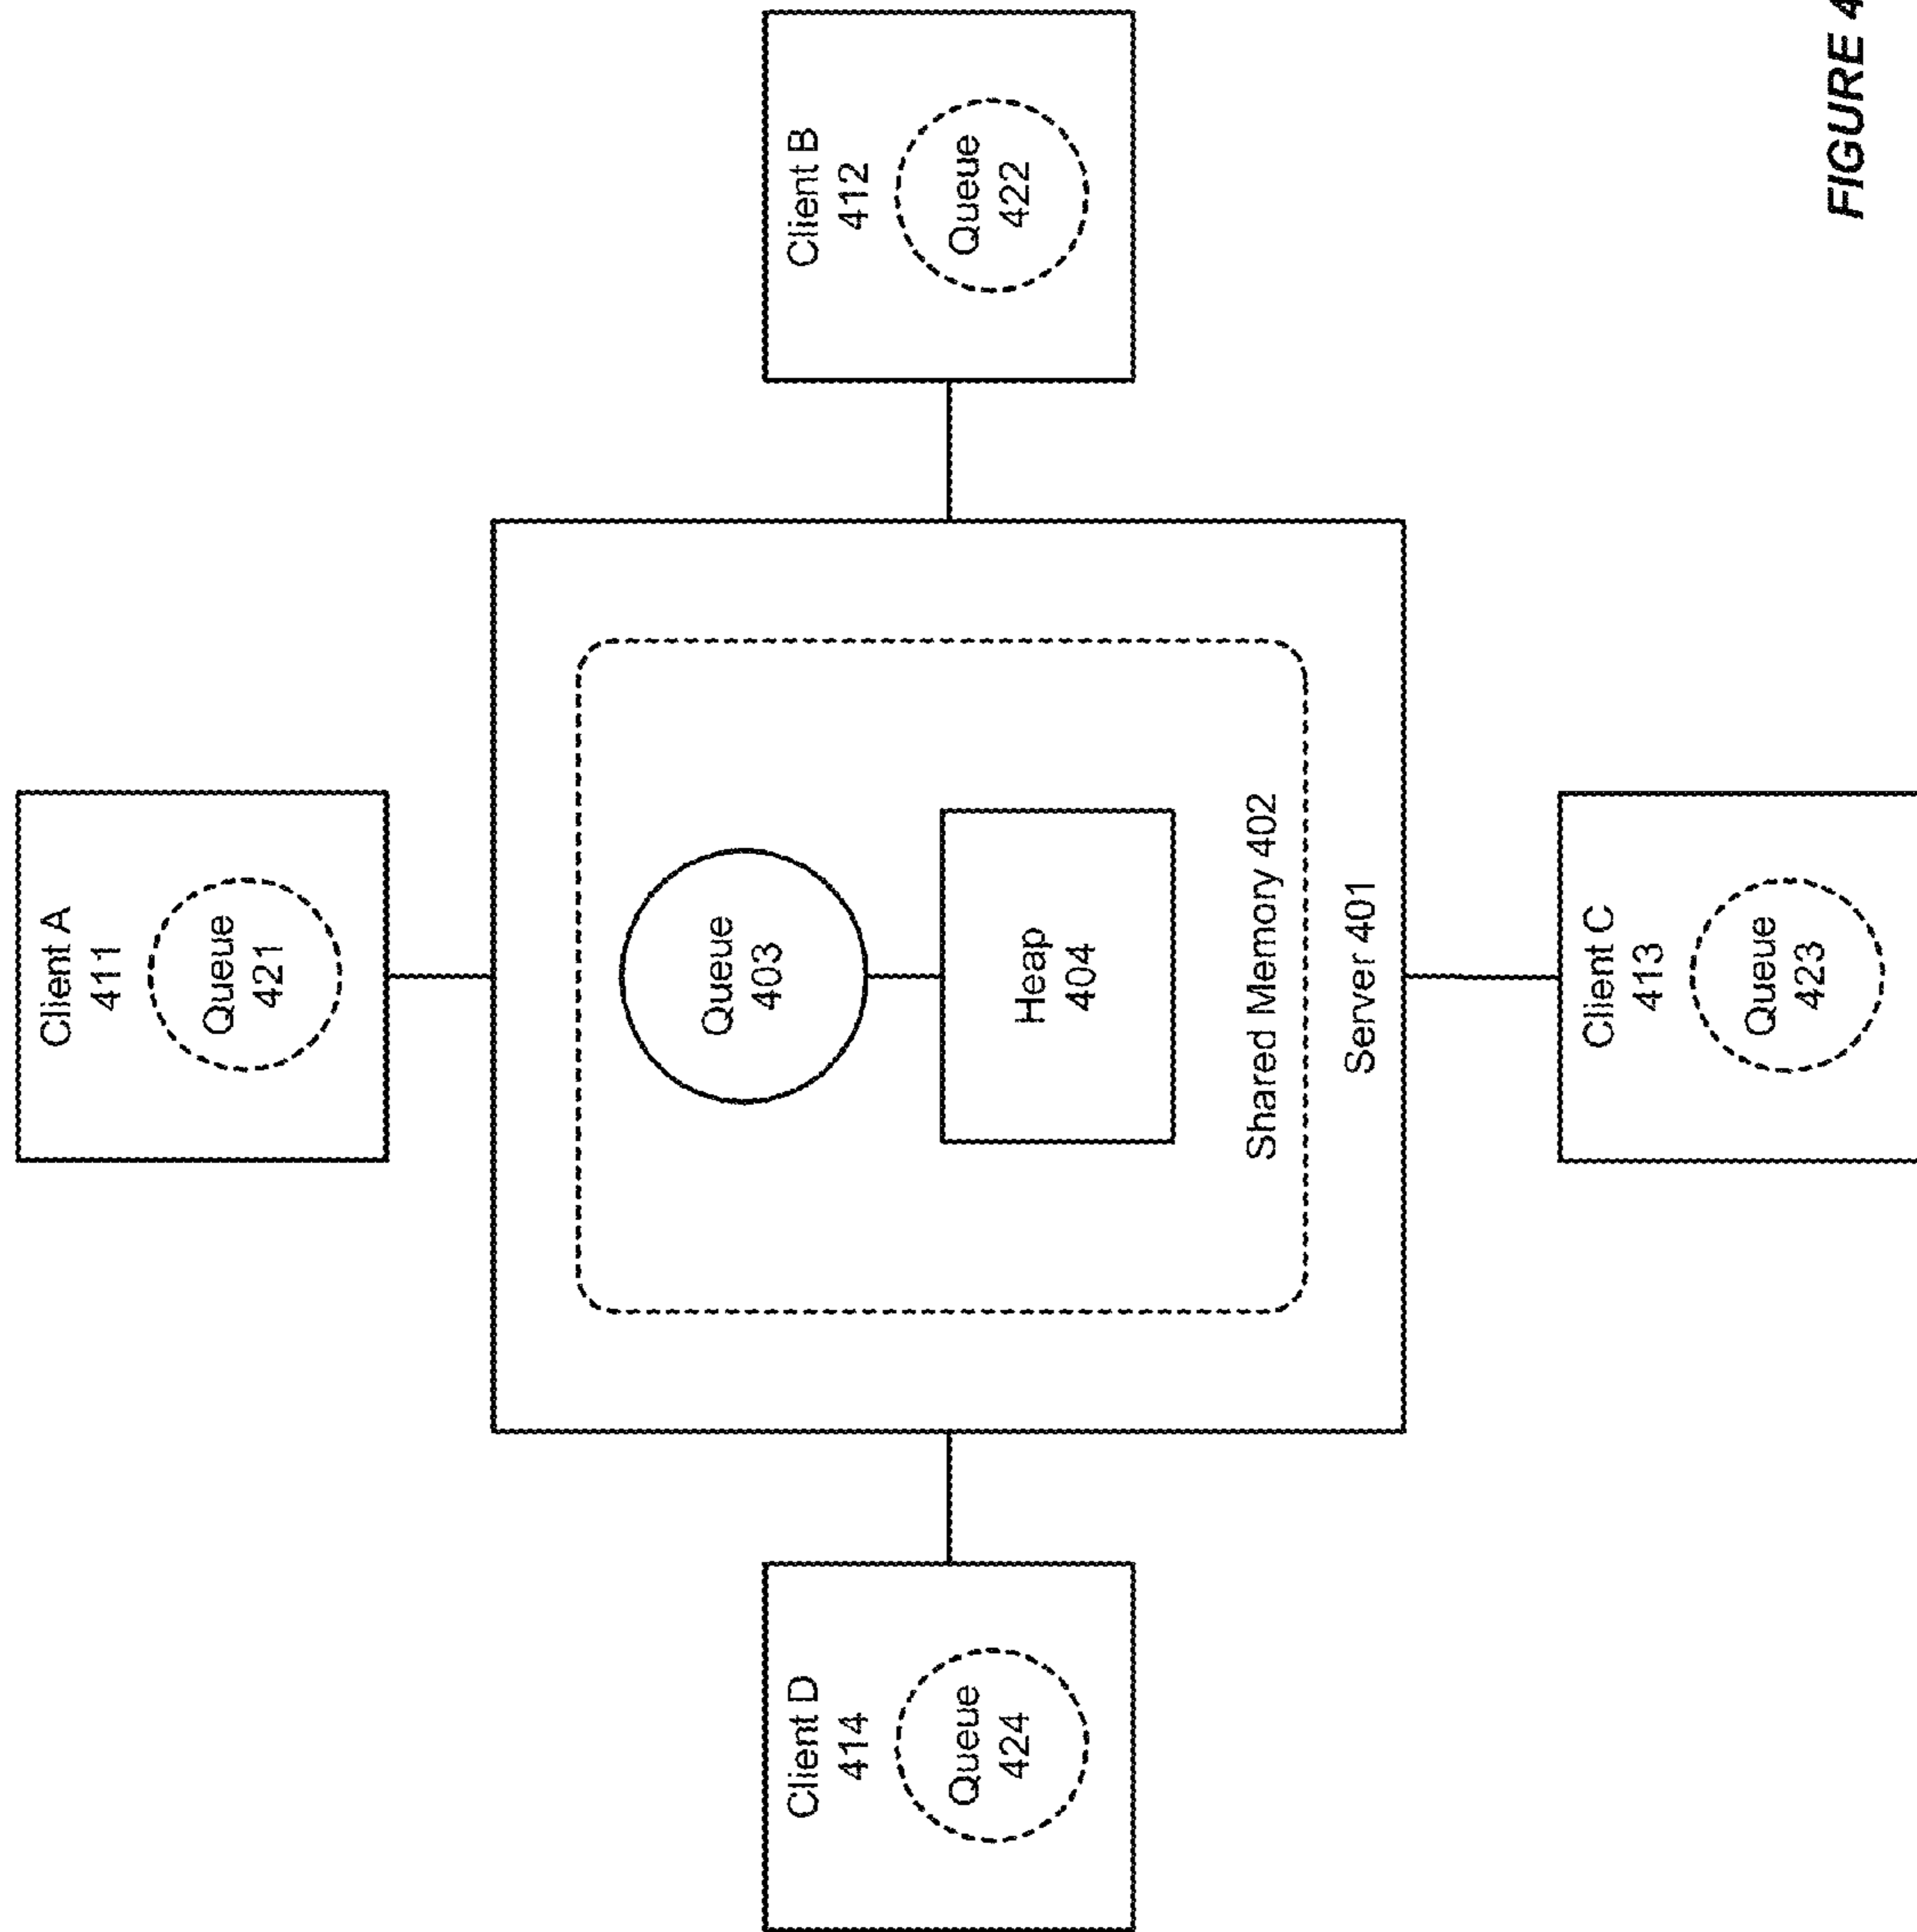 Client A
411
Queue
421
Client D
414
Queue
424
Queue
403
Heap
404
Shared Memory 402
Server 401
Client B
412
Queue
422
Client C
413
Queue
423
FIGURE 4